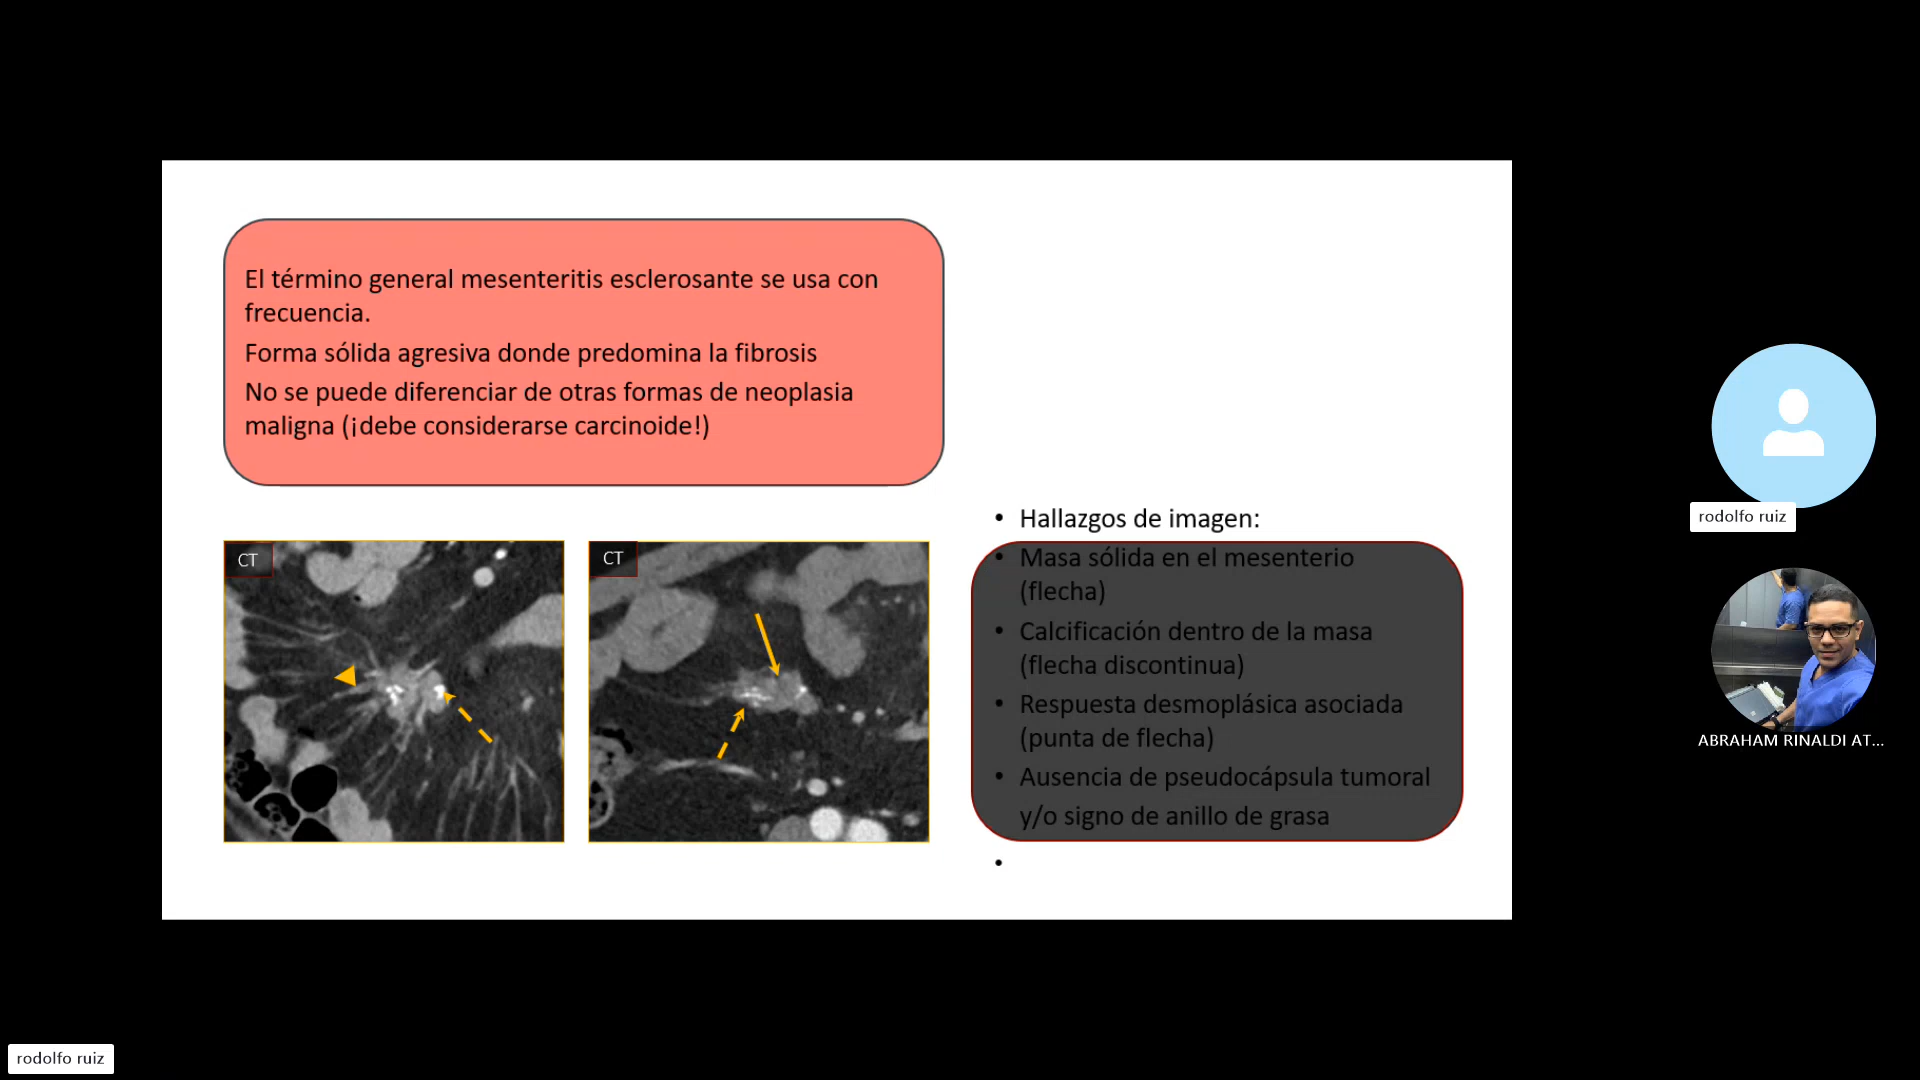 El término general mesenteritis esclerosante se usa con
frecuencia.
Forma sólida agresiva donde predomina la fibrosis
No se puede diferenciar de otras formas de neoplasia
maligna (¡debe considerarse carcinoide!)
CT
CT
• Hallazgos de imagen:
• Masa sólida en el mesenterio
(flecha)
• Calcificación dentro de la masa
(flecha discontinua)
• Respuesta desmoplásica asociada
(punta de flecha)
• Ausencia de pseudocápsula tumoral
y/o signo de anillo de grasa
•
rodolfo ruiz
ABRAHAM RINALDI AT...
rodolfo ruiz